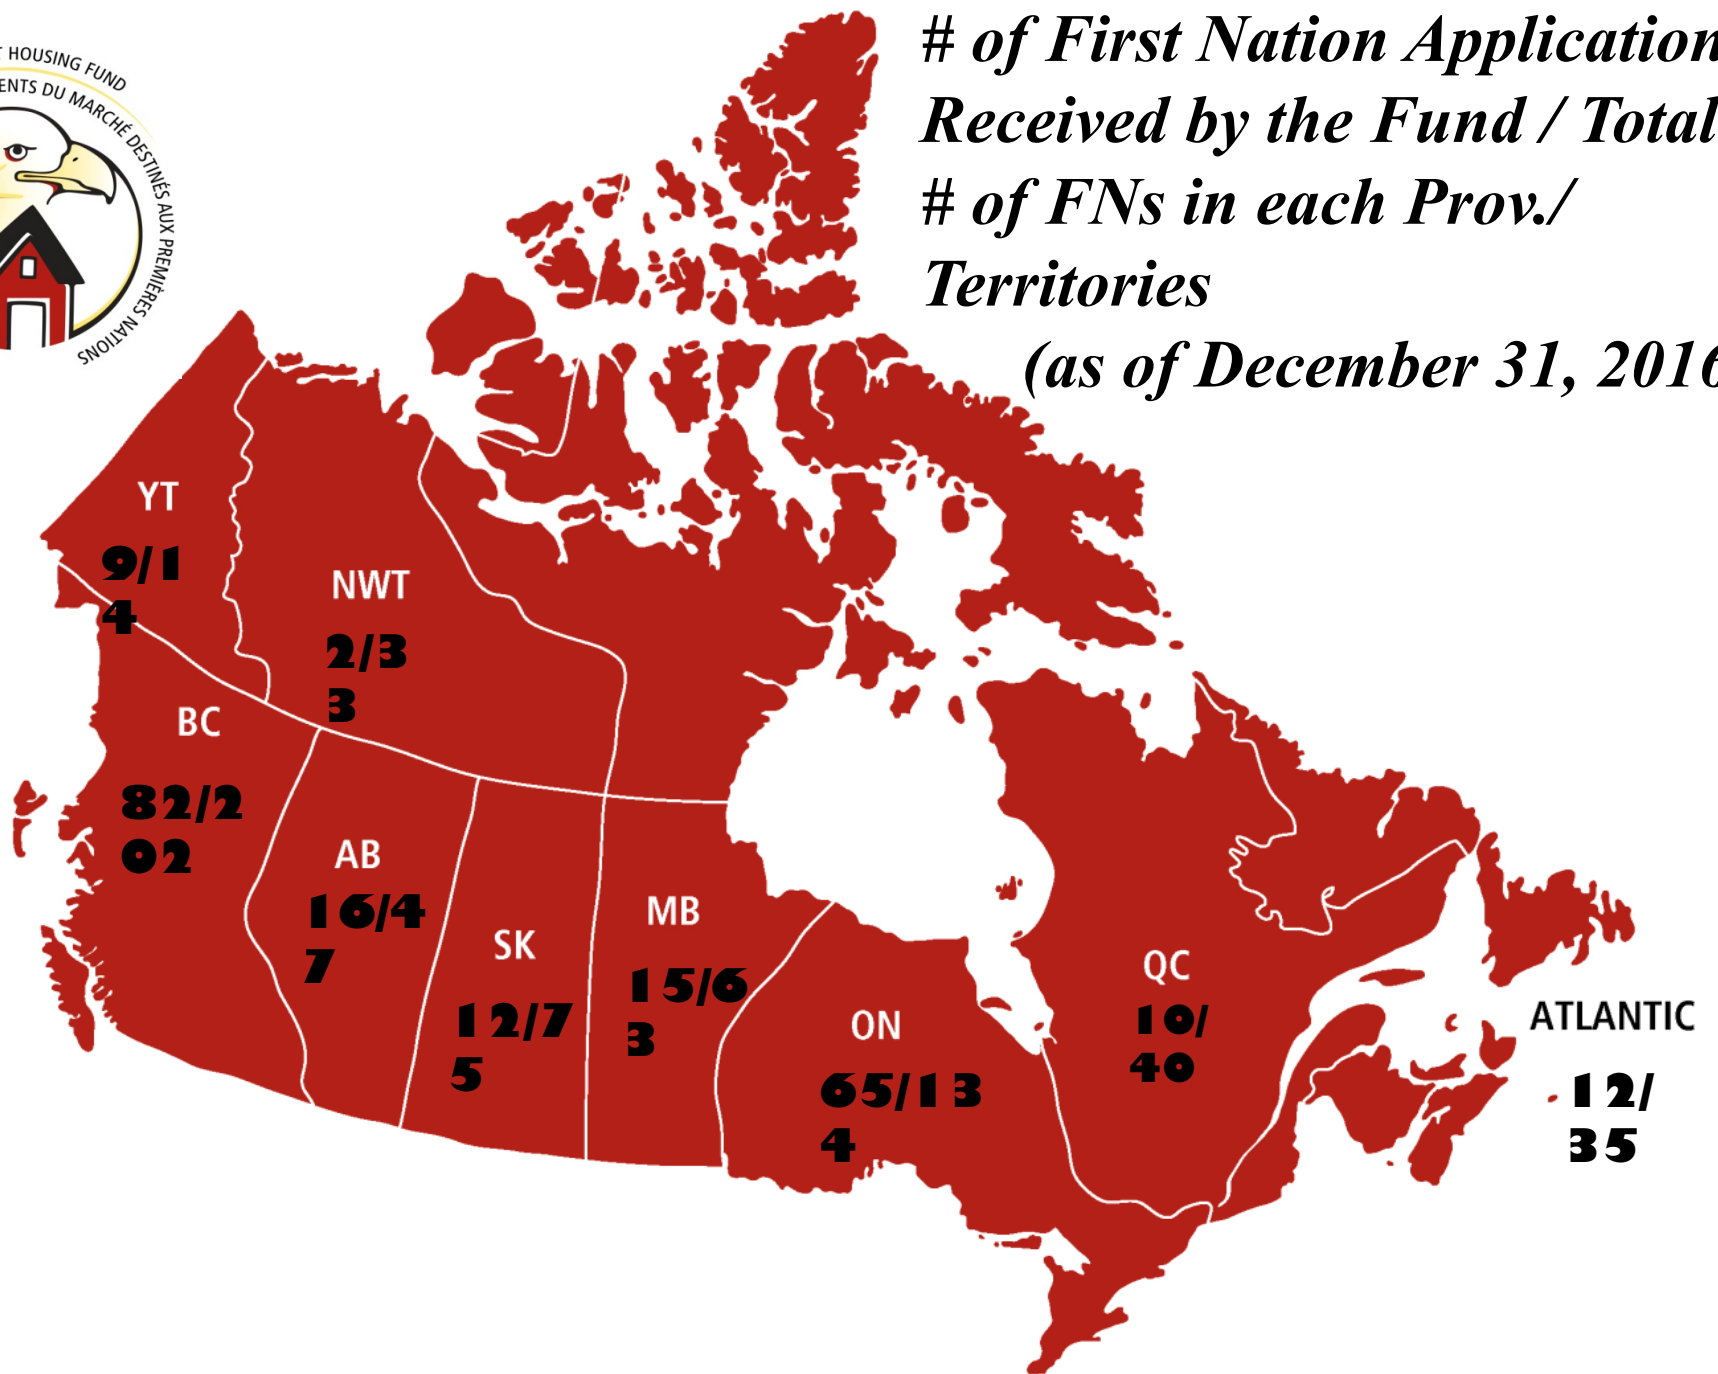 HOUSING FUND
DU MARCHÉ DESTINÉS AUX PREMIÈRES NATIONS
# of First Nation Application
Received by the Fund / Total
# of FNs in each Prov./
Territories
(as of December 31, 2016
YT
9/1
4
NWT
2/3
3
BC
82/2
02
AB
16/4
7
SK
12/7
5
MB
15/6
3
ON
65/13
4
QC
10/
40
ATLANTIC
12/
35